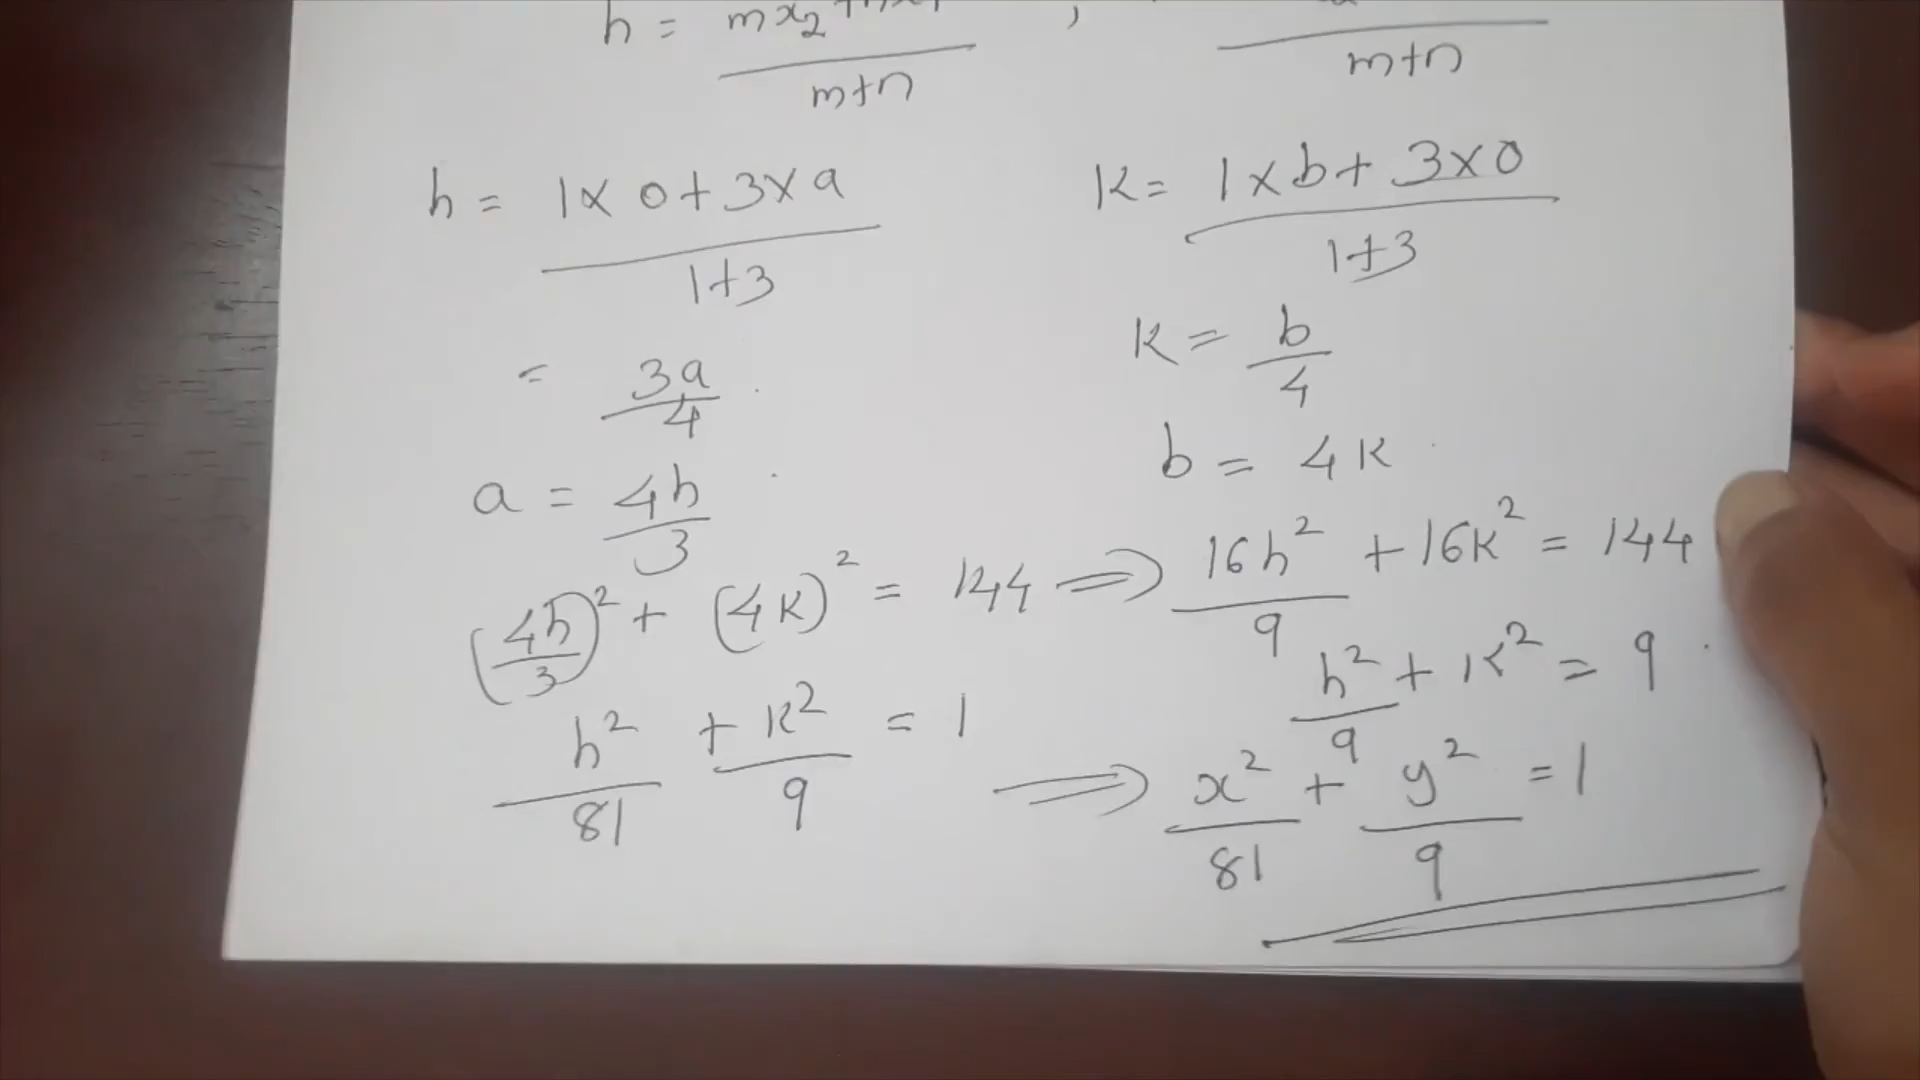 h = mx₂ + nx₁ / m+n ,
m+n
h = 1×0+3×a / 1+3
K = 1×b+3×0 / 1+3
= 3a/4
K = b/4
a = 4h/3
b = 4K
(4h/3)² + (4K)² = 144 ⇒ 16h²/9 + 16K² = 144
h²/9 + K² = 9
h²/81 + K²/9 = 1
⇒ x²/81 + y²/9 = 1